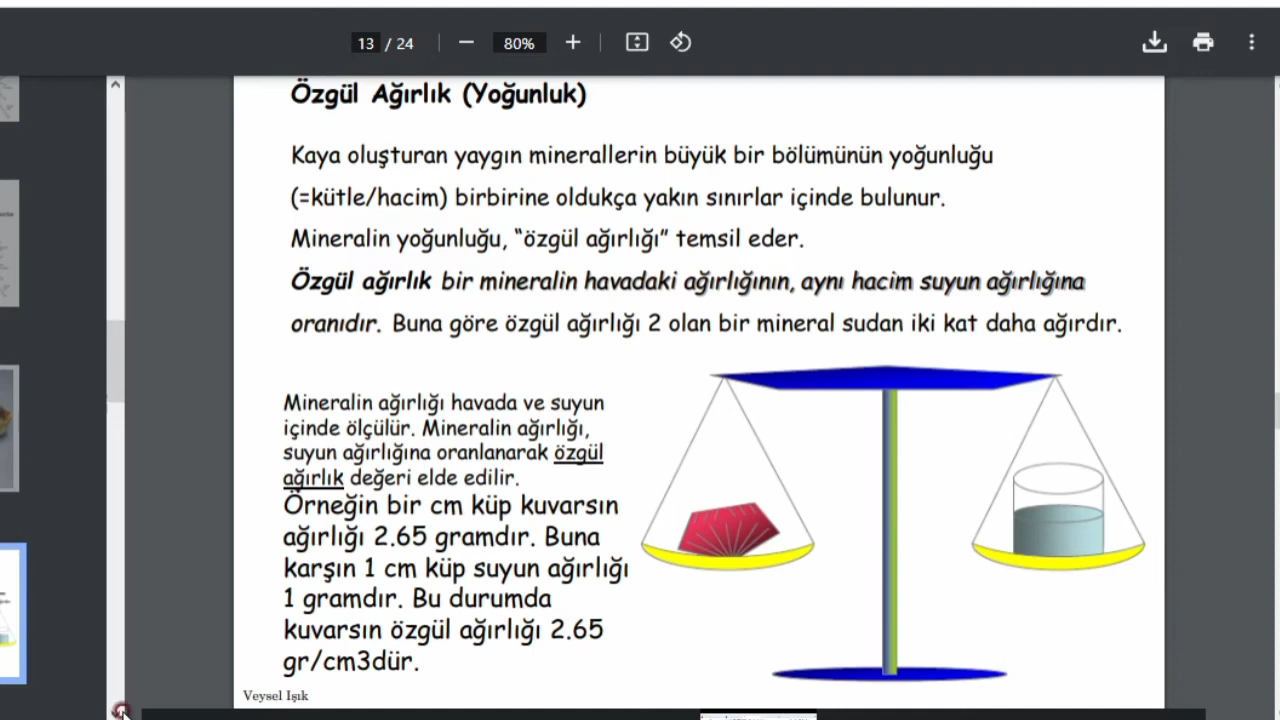 13 / 24
80%
Özgül Ağırlık (Yoğunluk)
Kaya oluşturan yaygın minerallerin büyük bir bölümünün yoğunluğu
(=kütle/hacim) birbirine oldukça yakın sınırlar içinde bulunur.
Mineralin yoğunluğu, “özgül ağırlığı” temsil eder.
Özgül ağırlık bir mineralin havadaki ağırlığının, aynı hacim suyun ağırlığına
oranıdır. Buna göre özgül ağırlığı 2 olan bir mineral sudan iki kat daha ağırdır.
Mineralin ağırlığı havada ve suyun
içinde ölçülür. Mineralin ağırlığı,
suyun ağırlığına oranlanarak özgül
ağırlık değeri elde edilir.
Örneğin bir cm küp kuvarsın
ağırlığı 2.65 gramdır. Buna
karşın 1 cm küp suyun ağırlığı
1 gramdır. Bu durumda
kuvarsın özgül ağırlığı 2.65
gr/cm3dür.
Veysel Işık